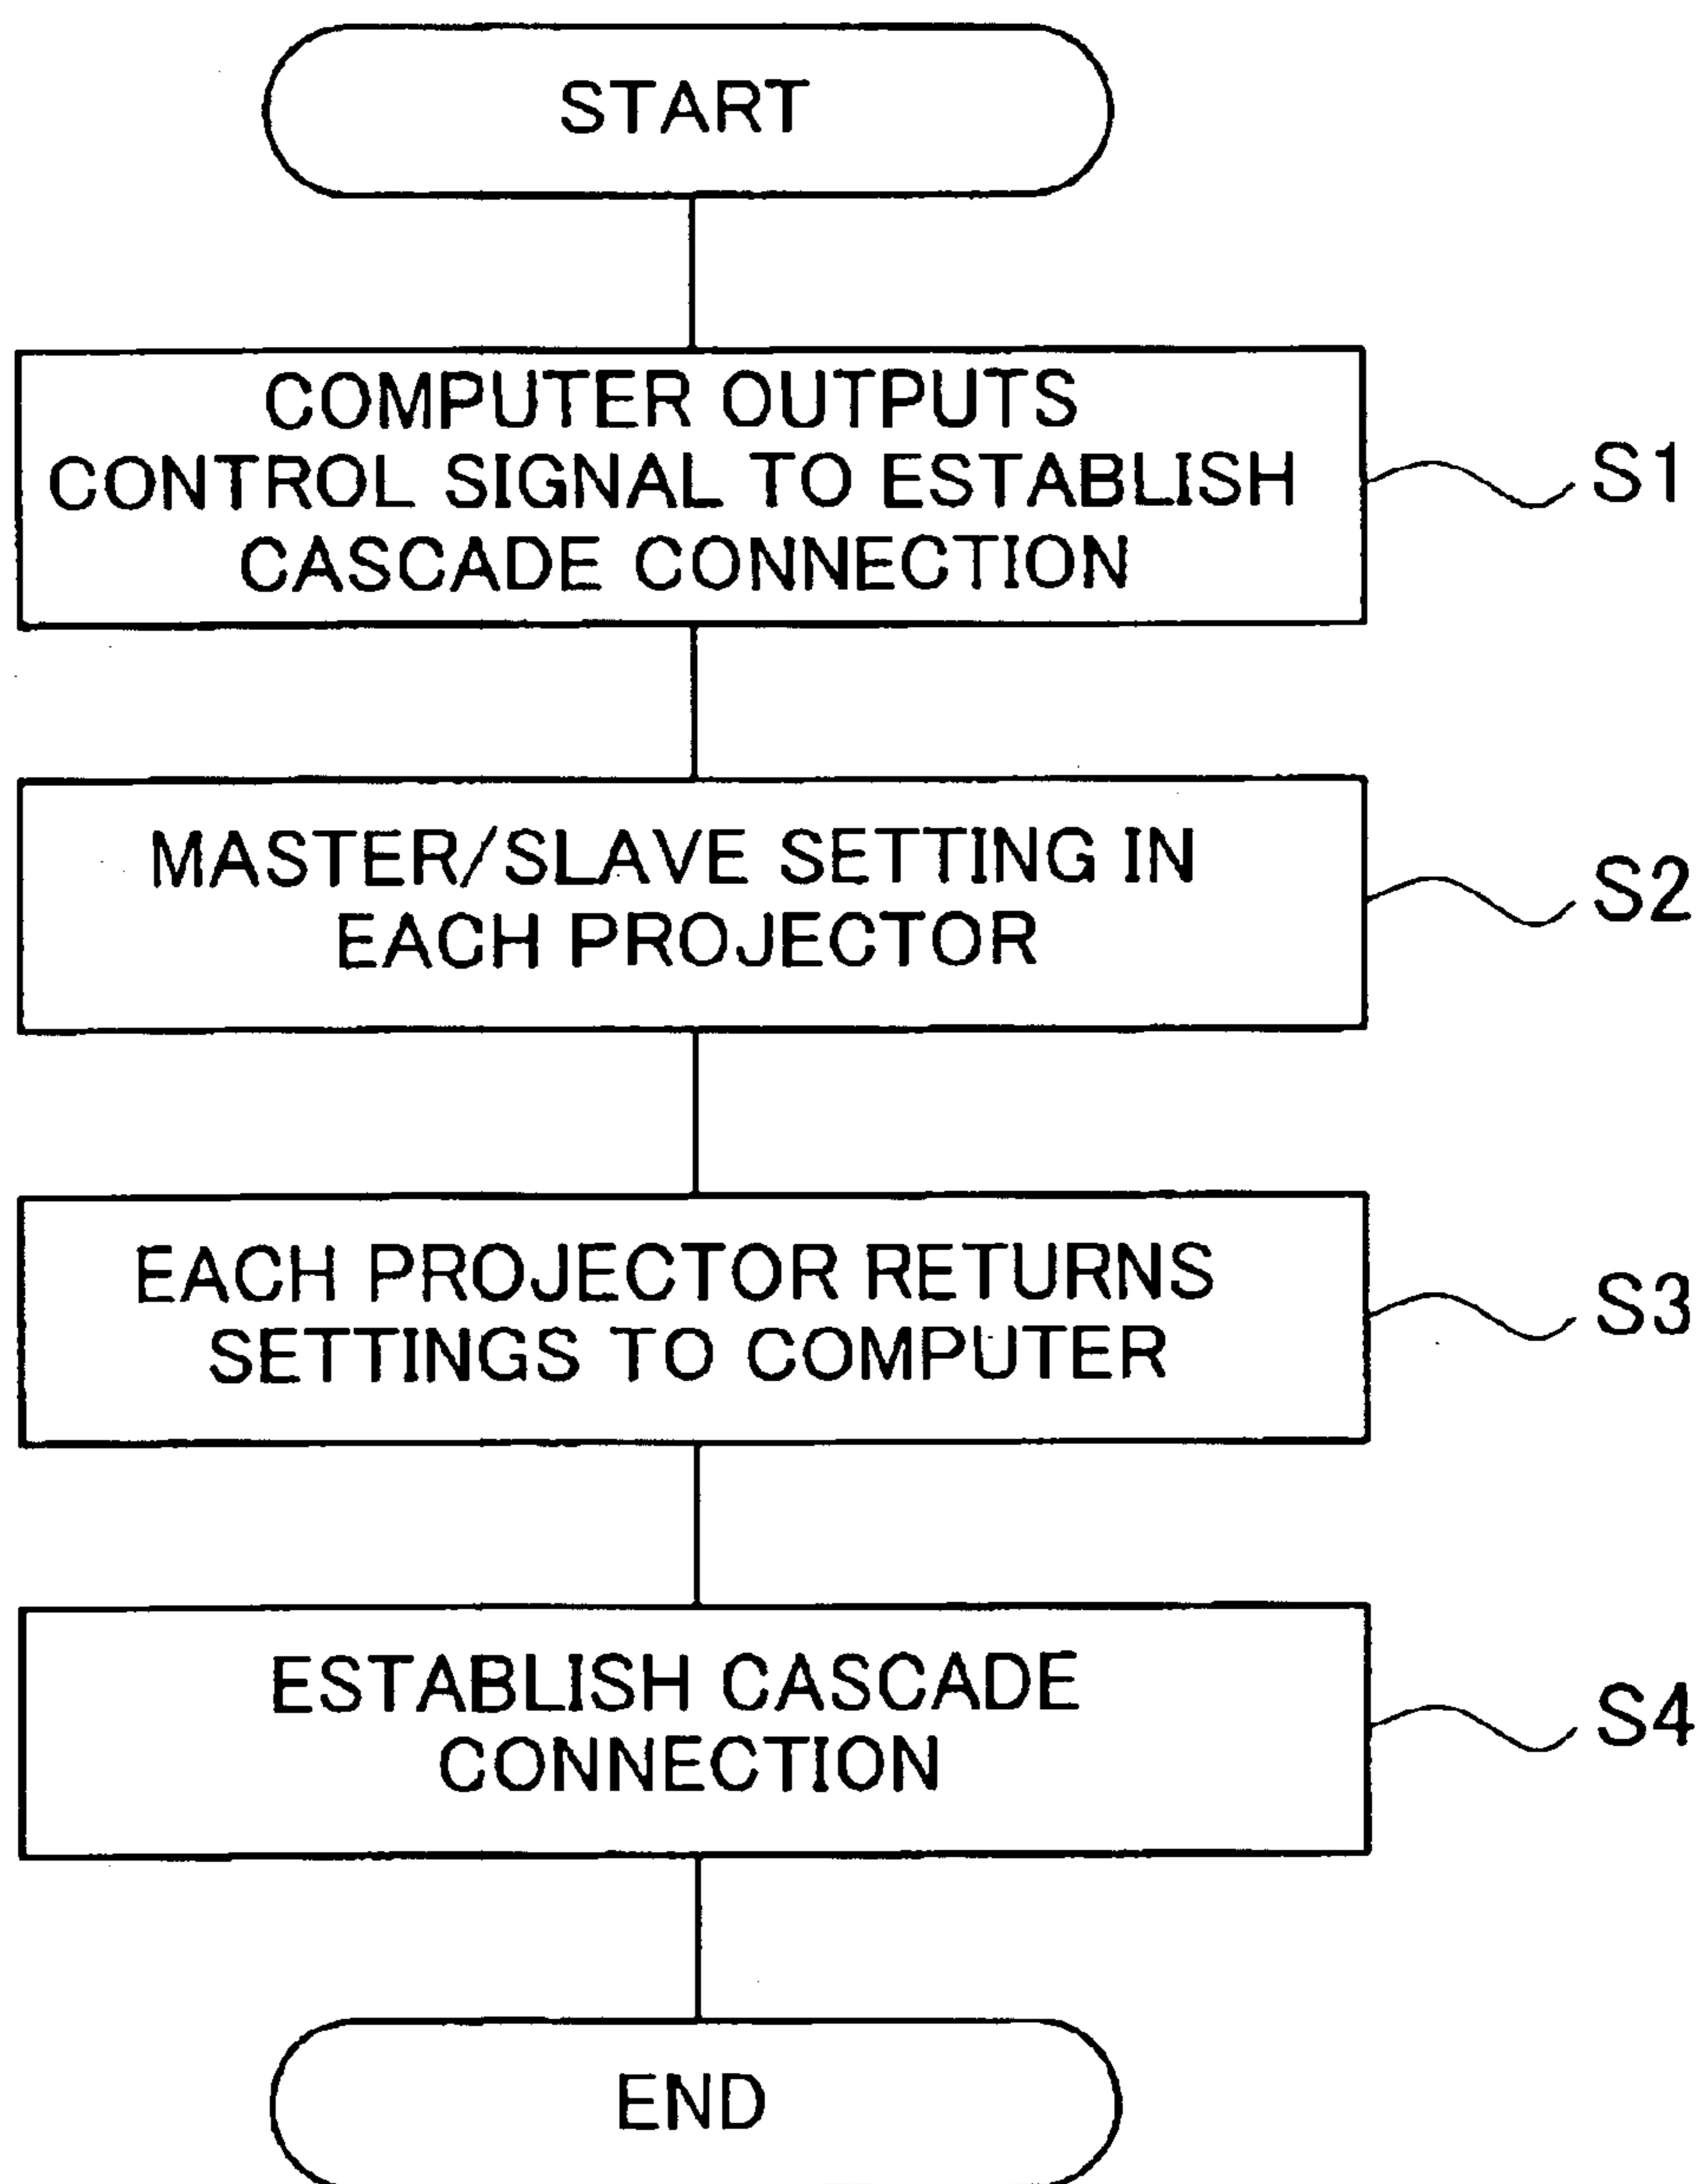 START
COMPUTER OUTPUTS
CONTROL SIGNAL TO ESTABLISH
CASCADE CONNECTION
S1
MASTER/SLAVE SETTING IN
EACH PROJECTOR
S2
EACH PROJECTOR RETURNS
SETTINGS TO COMPUTER
S3
ESTABLISH CASCADE
CONNECTION
S4
END